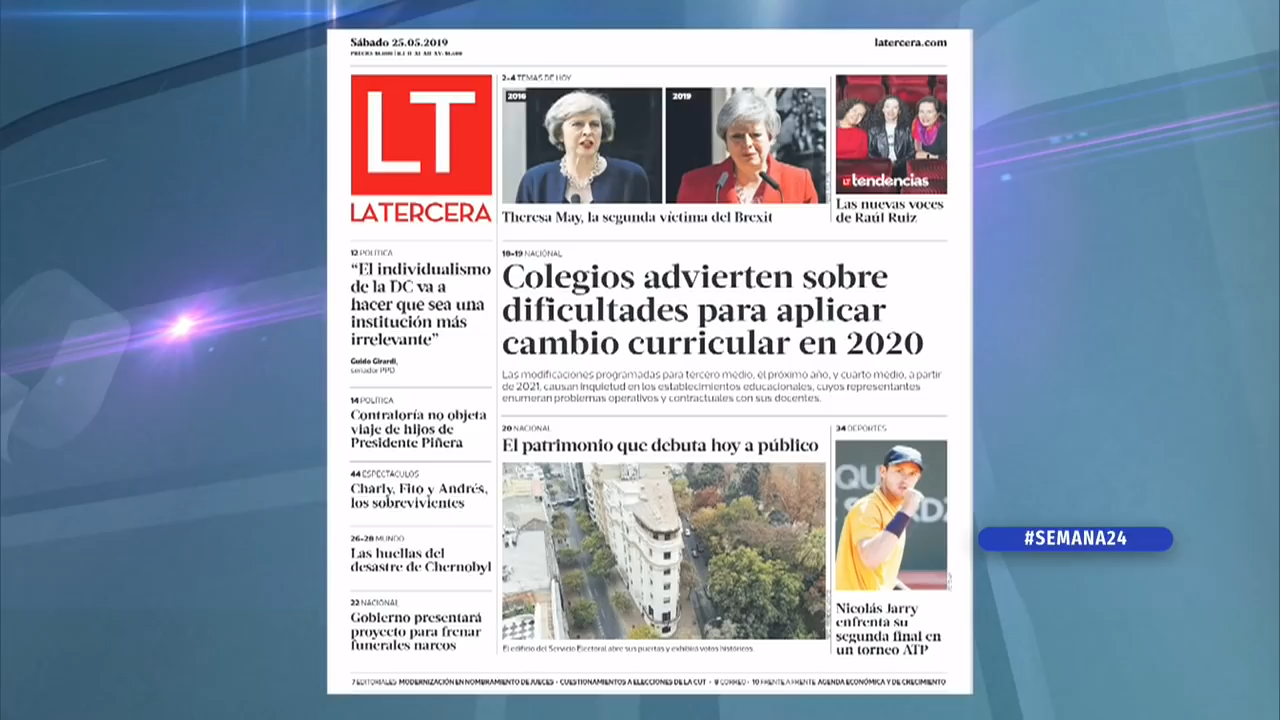 Sábado 25.05.2019
latercera.com
LT
LATERCERA
2-4 TEMAS DE HOY
2016
2019
Theresa May, la segunda víctima del Brexit
LT tendencias
Las nuevas voces
de Raúl Ruiz
12 POLÍTICA
“El individualismo
de la DC va a
hacer que sea una
institución más
irrelevante”
Guido Girardi,
senador PPD
14 POLÍTICA
Contraloría no objeta
viaje de hijos de
Presidente Piñera
44 ESPECTÁCULOS
Charly, Fito y Andrés,
los sobrevivientes
26-28 MUNDO
Las huellas del
desastre de Chernobyl
22 NACIONAL
Gobierno presentará
proyecto para frenar
funerales narcos
18-19 NACIONAL
Colegios advierten sobre
dificultades para aplicar
cambio curricular en 2020
Las modificaciones programadas para tercero medio, el próximo año, y cuarto medio, a partir
de 2021, causan inquietud en los establecimientos educacionales, cuyos representantes
enumeran problemas operativos y contractuales con sus docentes.
20 NACIONAL
El patrimonio que debuta hoy a público
El edificio del Servicio Electoral abre sus puertas y exhibirá votos históricos.
34 DEPORTES
Nicolás Jarry
enfrenta su
segunda final en
un torneo ATP
7 EDITORIALES MODERNIZACIÓN EN NOMBRAMIENTO DE JUECES · CUESTIONAMIENTOS A ELECCIONES DE LA CUT · 8 CORREO · 10 FRENTE A FRENTE AGENDA ECONÓMICA Y DE CRECIMIENTO
#SEMANA24